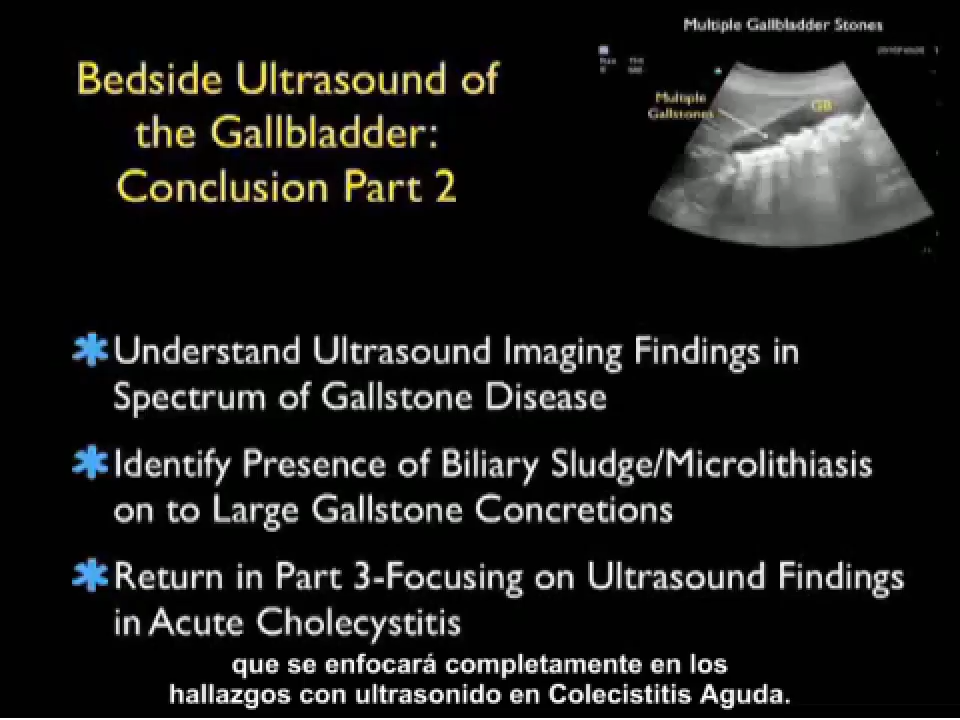 Multiple Gallbladder Stones
Bedside Ultrasound of
the Gallbladder:
Conclusion Part 2
Multiple
Gallstones
GB
Understand Ultrasound Imaging Findings in
Spectrum of Gallstone Disease
Identify Presence of Biliary Sludge/Microlithiasis
on to Large Gallstone Concretions
Return in Part 3-Focusing on Ultrasound Findings
in Acute Cholecystitis
que se enfocará completamente en los
hallazgos con ultrasonido en Colecistitis Aguda.